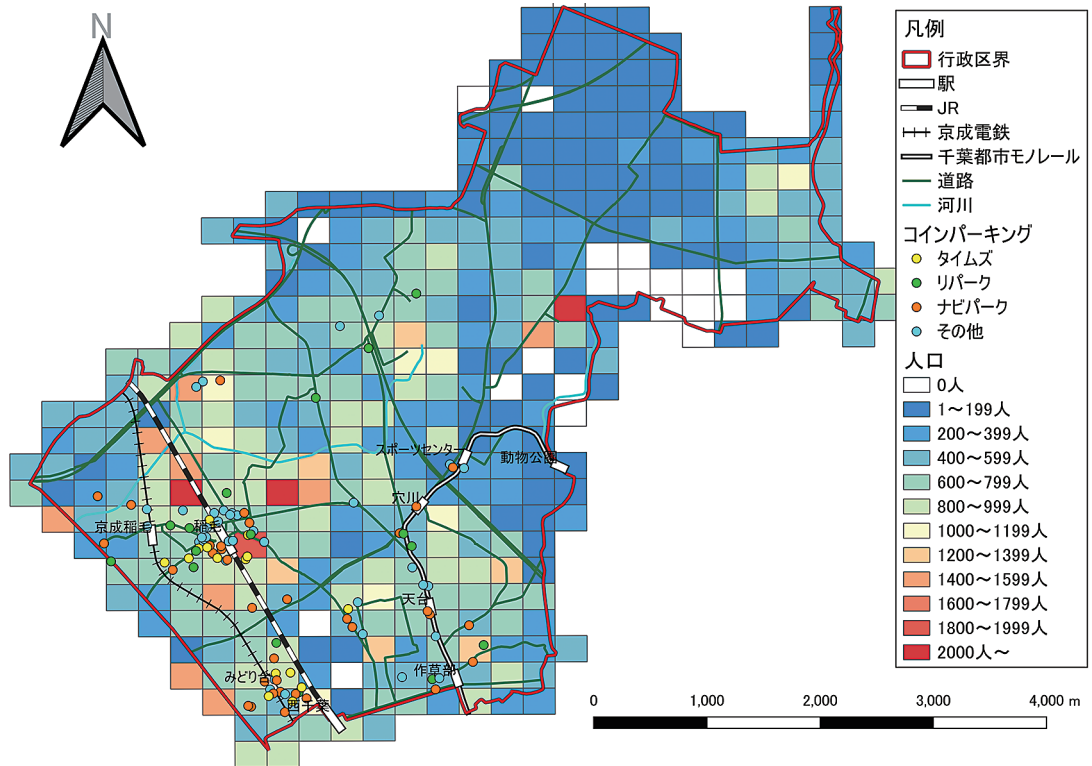 N
凡例
行政区界
駅
JR
京成電鉄
千葉都市モノレール
道路
河川
コインパーキング
タイムズ
リパーク
ナビパーク
その他
人口
0人
1～199人
200～399人
400～599人
600～799人
800～999人
1000～1199人
1200～1399人
1400～1599人
1600～1799人
1800～1999人
2000人～
スポーツセンター
動物公園
穴川
京成稲毛
稲毛
天台
作草部
みどり台
西千葉
0 1,000 2,000 3,000 4,000 m